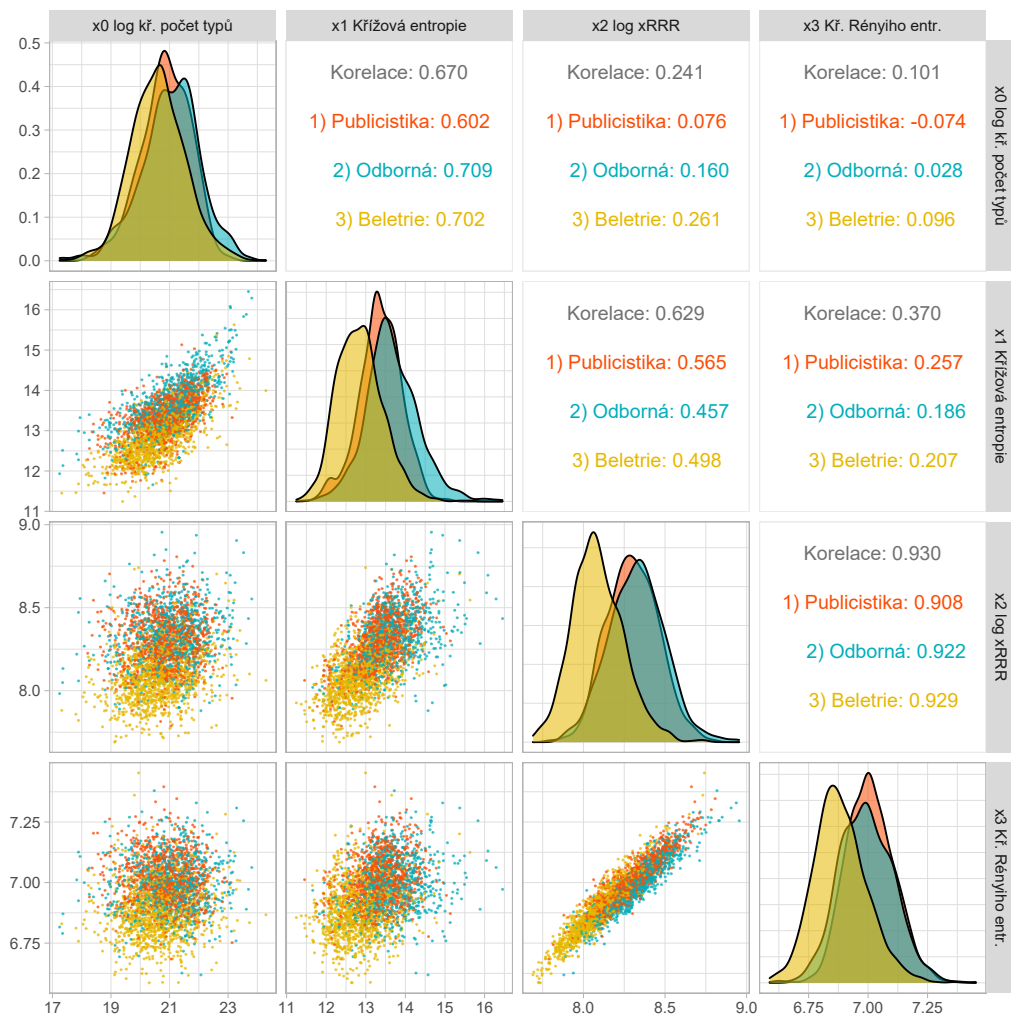 x0 log kř. počet typů
x1 Křížová entropie
x2 log xRRR
x3 Kř. Rényiho entr.
0.5
0.4
0.3
0.2
0.1
0.0
Korelace: 0.670
1) Publicistika: 0.602
2) Odborná: 0.709
3) Beletrie: 0.702
Korelace: 0.241
1) Publicistika: 0.076
2) Odborná: 0.160
3) Beletrie: 0.261
Korelace: 0.101
1) Publicistika: -0.074
2) Odborná: 0.028
3) Beletrie: 0.096
x0 log kř. počet typů
16
15
14
13
12
11
Korelace: 0.629
1) Publicistika: 0.565
2) Odborná: 0.457
3) Beletrie: 0.498
Korelace: 0.370
1) Publicistika: 0.257
2) Odborná: 0.186
3) Beletrie: 0.207
x1 Křížová entropie
9.0
8.5
8.0
Korelace: 0.930
1) Publicistika: 0.908
2) Odborná: 0.922
3) Beletrie: 0.929
x2 log xRRR
7.25
7.00
6.75
x3 Kř. Rényiho entr.
17 19 21 23
11 12 13 14 15 16
8.0 8.5 9.0
6.75 7.00 7.25